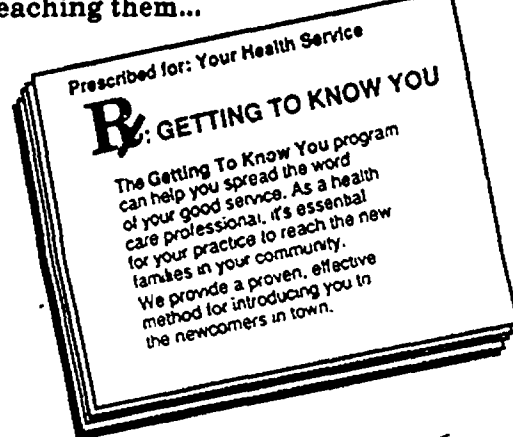 eaching them...
Prescribed for: Your Health Service
Rx: GETTING TO KNOW YOU
The Getting To Know You program
can help you spread the word
of your good service. As a health
care professional, it's essential
for your practice to reach the new
families in your community.
We provide a proven, effective
method for introducing you to
the newcomers in town.